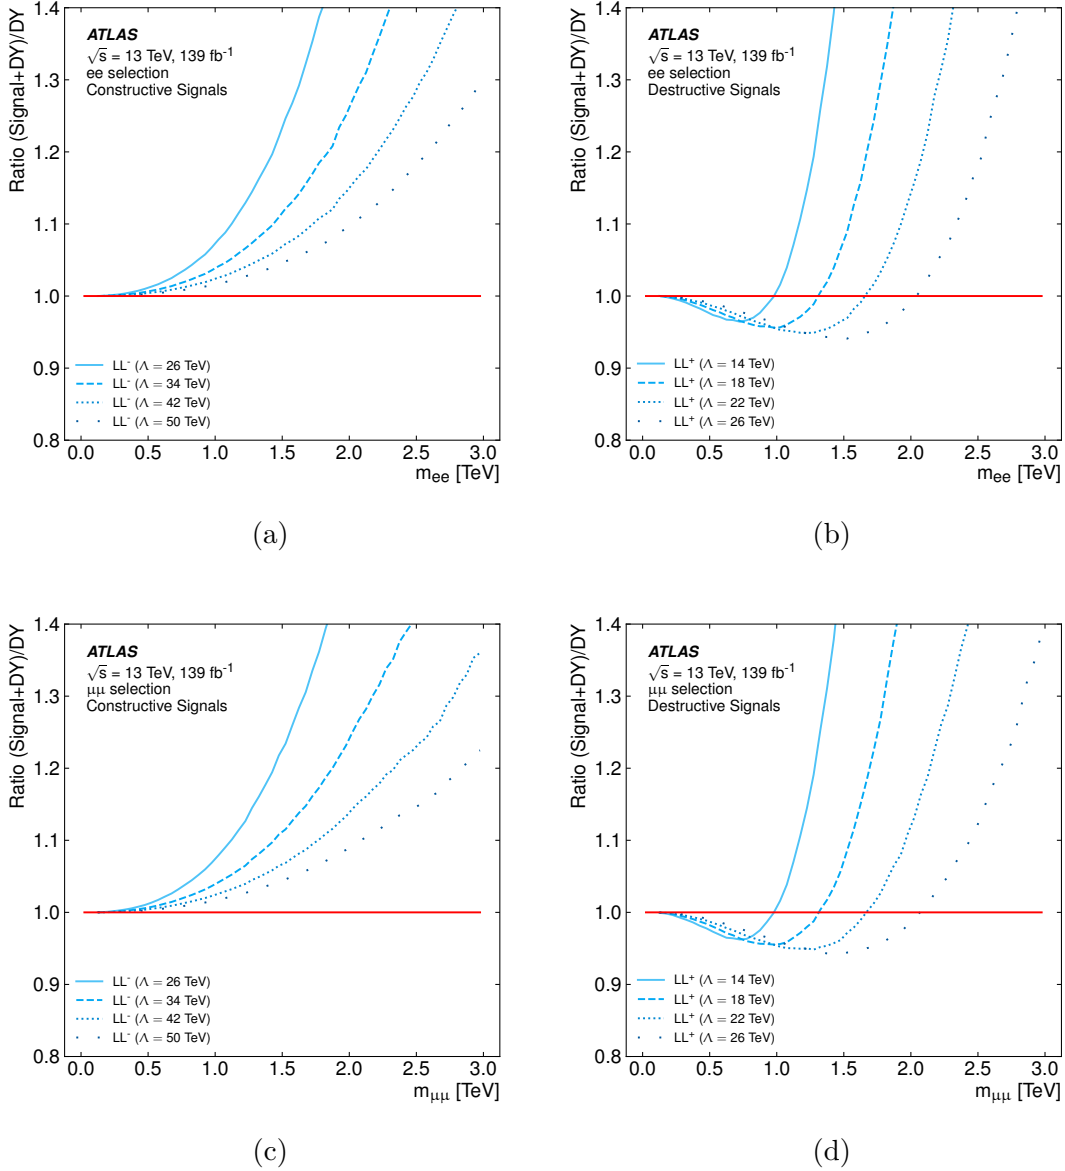 Ratio (Signal+DY)/DY
1.4
1.3
1.2
1.1
1.0
0.9
0.8
ATLAS
√s = 13 TeV, 139 fb⁻¹
ee selection
Constructive Signals
LL⁻ (Λ = 26 TeV)
LL⁻ (Λ = 34 TeV)
LL⁻ (Λ = 42 TeV)
LL⁻ (Λ = 50 TeV)
0.0 0.5 1.0 1.5 2.0 2.5 3.0
m_ee [TeV]
(a)
Ratio (Signal+DY)/DY
1.4
1.3
1.2
1.1
1.0
0.9
0.8
ATLAS
√s = 13 TeV, 139 fb⁻¹
ee selection
Destructive Signals
LL⁺ (Λ = 14 TeV)
LL⁺ (Λ = 18 TeV)
LL⁺ (Λ = 22 TeV)
LL⁺ (Λ = 26 TeV)
0.0 0.5 1.0 1.5 2.0 2.5 3.0
m_ee [TeV]
(b)
Ratio (Signal+DY)/DY
1.4
1.3
1.2
1.1
1.0
0.9
0.8
ATLAS
√s = 13 TeV, 139 fb⁻¹
μμ selection
Constructive Signals
LL⁻ (Λ = 26 TeV)
LL⁻ (Λ = 34 TeV)
LL⁻ (Λ = 42 TeV)
LL⁻ (Λ = 50 TeV)
0.0 0.5 1.0 1.5 2.0 2.5 3.0
m_μμ [TeV]
(c)
Ratio (Signal+DY)/DY
1.4
1.3
1.2
1.1
1.0
0.9
0.8
ATLAS
√s = 13 TeV, 139 fb⁻¹
μμ selection
Destructive Signals
LL⁺ (Λ = 14 TeV)
LL⁺ (Λ = 18 TeV)
LL⁺ (Λ = 22 TeV)
LL⁺ (Λ = 26 TeV)
0.0 0.5 1.0 1.5 2.0 2.5 3.0
m_μμ [TeV]
(d)